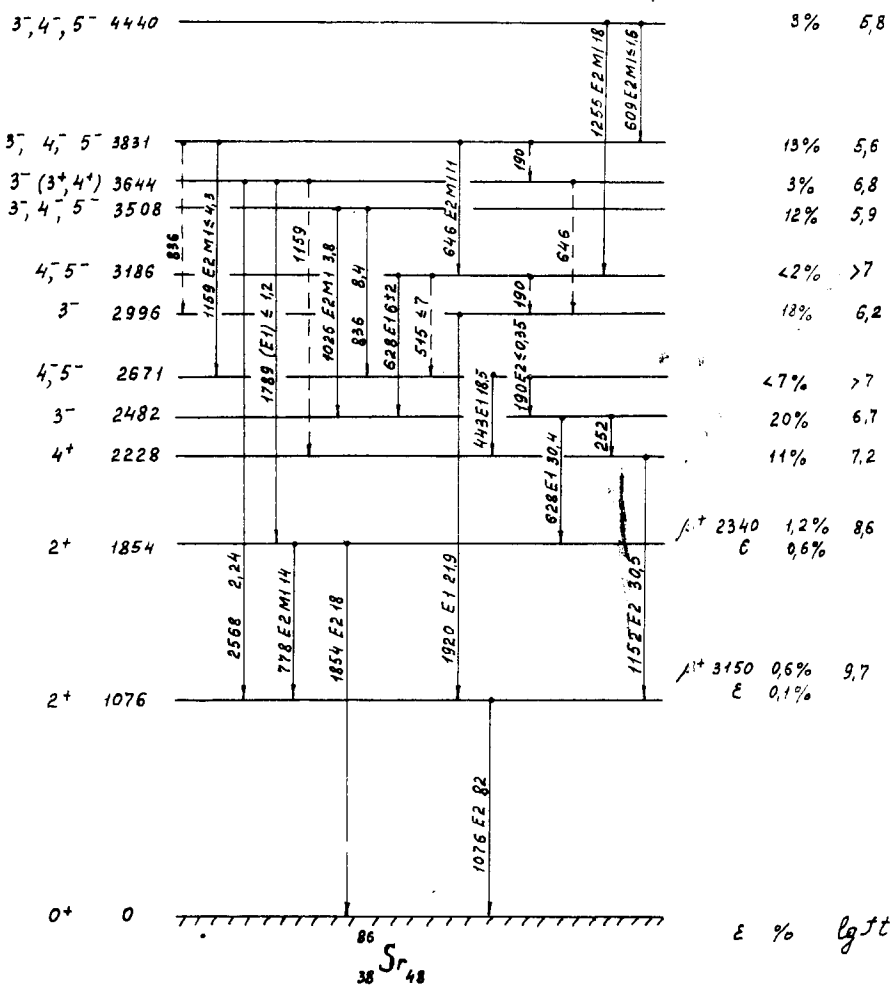 3⁻, 4⁻, 5⁻ 4440 3% 5,8
1255 E2 M1 18
609 E2 M1 ≤ 1,6
3⁻, 4⁻, 5⁻ 3831 13% 5,6
190
3⁻ (3⁺, 4⁺) 3644 3% 6,8
3⁻, 4⁻, 5⁻ 3508 12% 5,9
836
1159 E2 M1 ≤ 4,3
1159
646 E2 M1 11
646
4⁻, 5⁻ 3186 <2% >7
1789 (E1) ≤ 1,2
1026 E2 M1 3,8
836 8,4
628 E1 6±2
515 ≤ 7
190
3⁻ 2996 18% 6,2
190 E2 ≤ 0,35
4⁻, 5⁻ 2671 <7% >7
443 E1 18,5
3⁻ 2482 20% 6,7
628 E1 30,4
252
4⁺ 2228 11% 7,2
2⁺ 1854 β⁺ 2340 1,2% 8,6
ε 0,6%
2568 2,24
778 E2 M1 14
1854 E2 18
1920 E1 21,9
1152 E2 30,5
2⁺ 1076 β⁺ 3150 0,6% 9,7
ε 0,1%
1076 E2 82
0⁺ 0
ε % lg ft
⁸⁶₃₈Sr₄₈